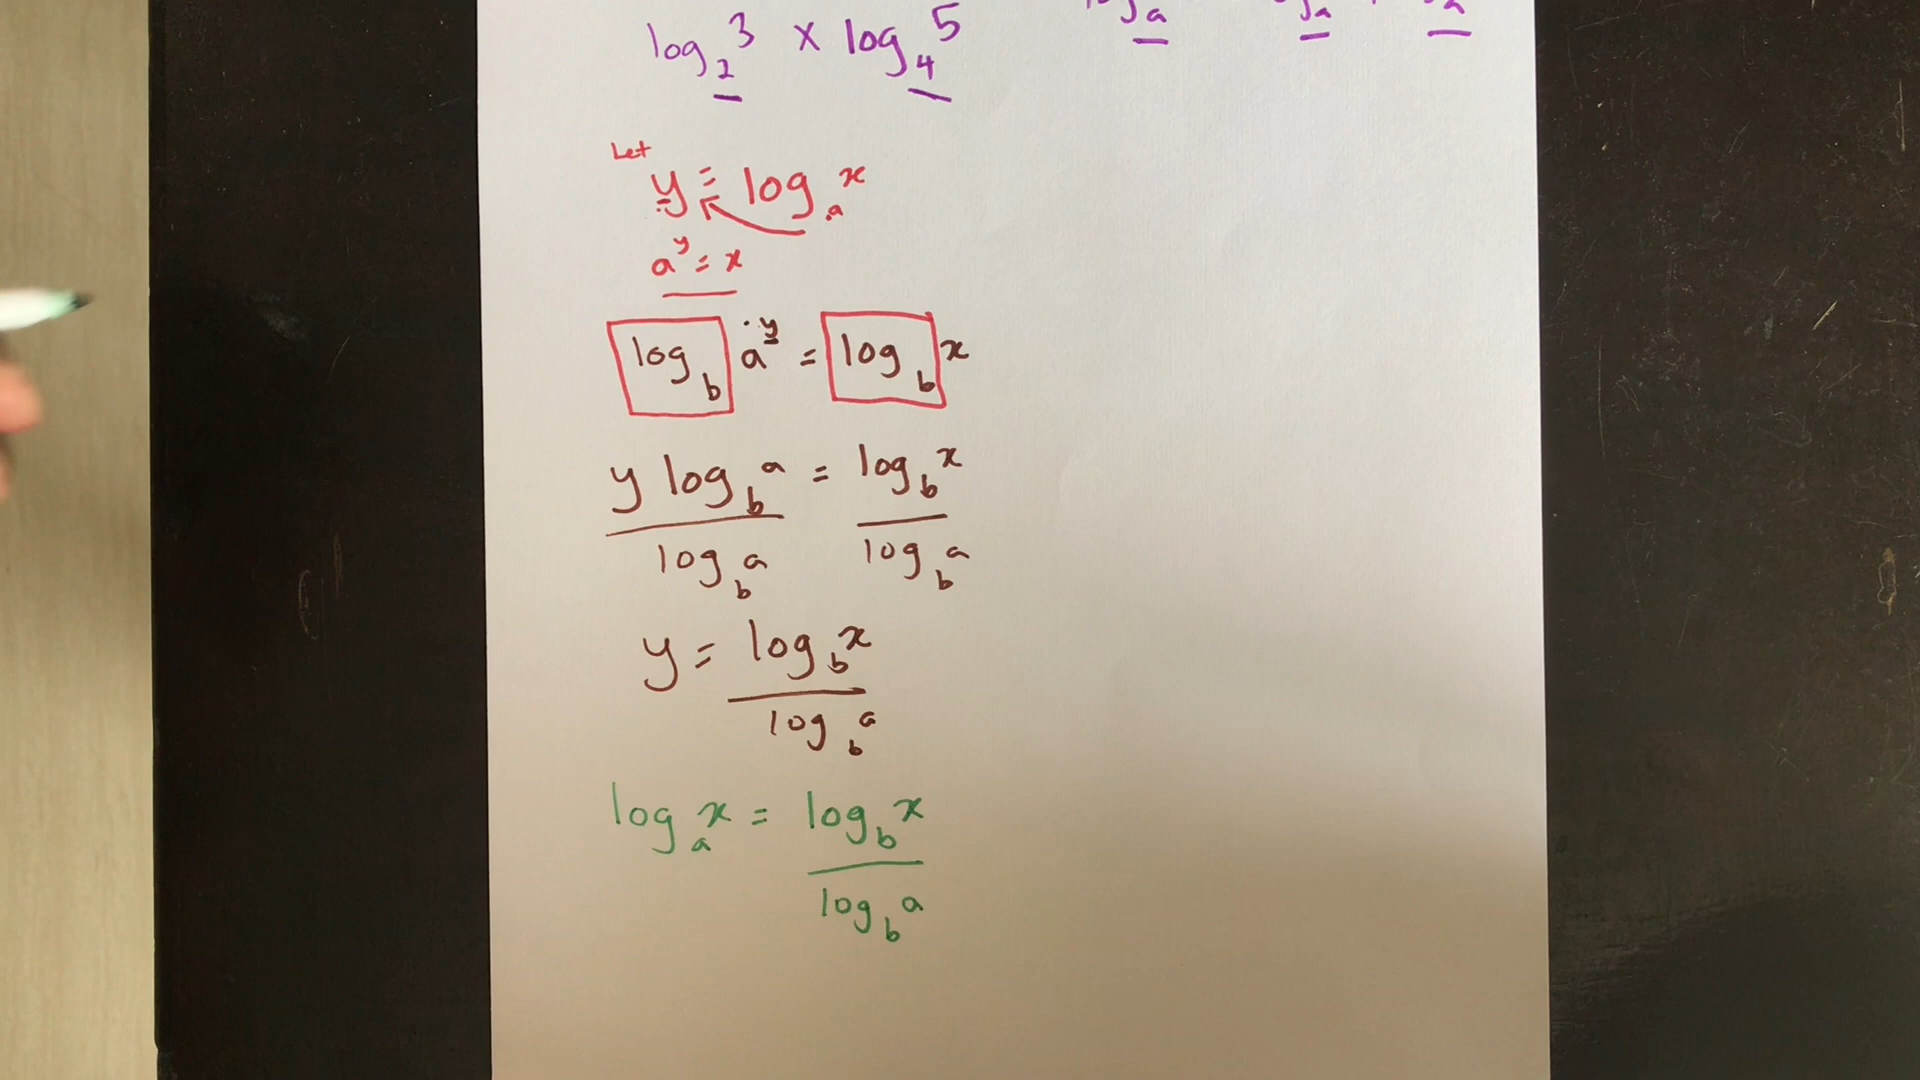 log₂3 × log₄5
Let
y = logₐx
aʸ = x
log_b aʸ = log_b x
y log_b a / log_b a = log_b x / log_b a
y = log_b x / log_b a
logₐx = log_b x / log_b a